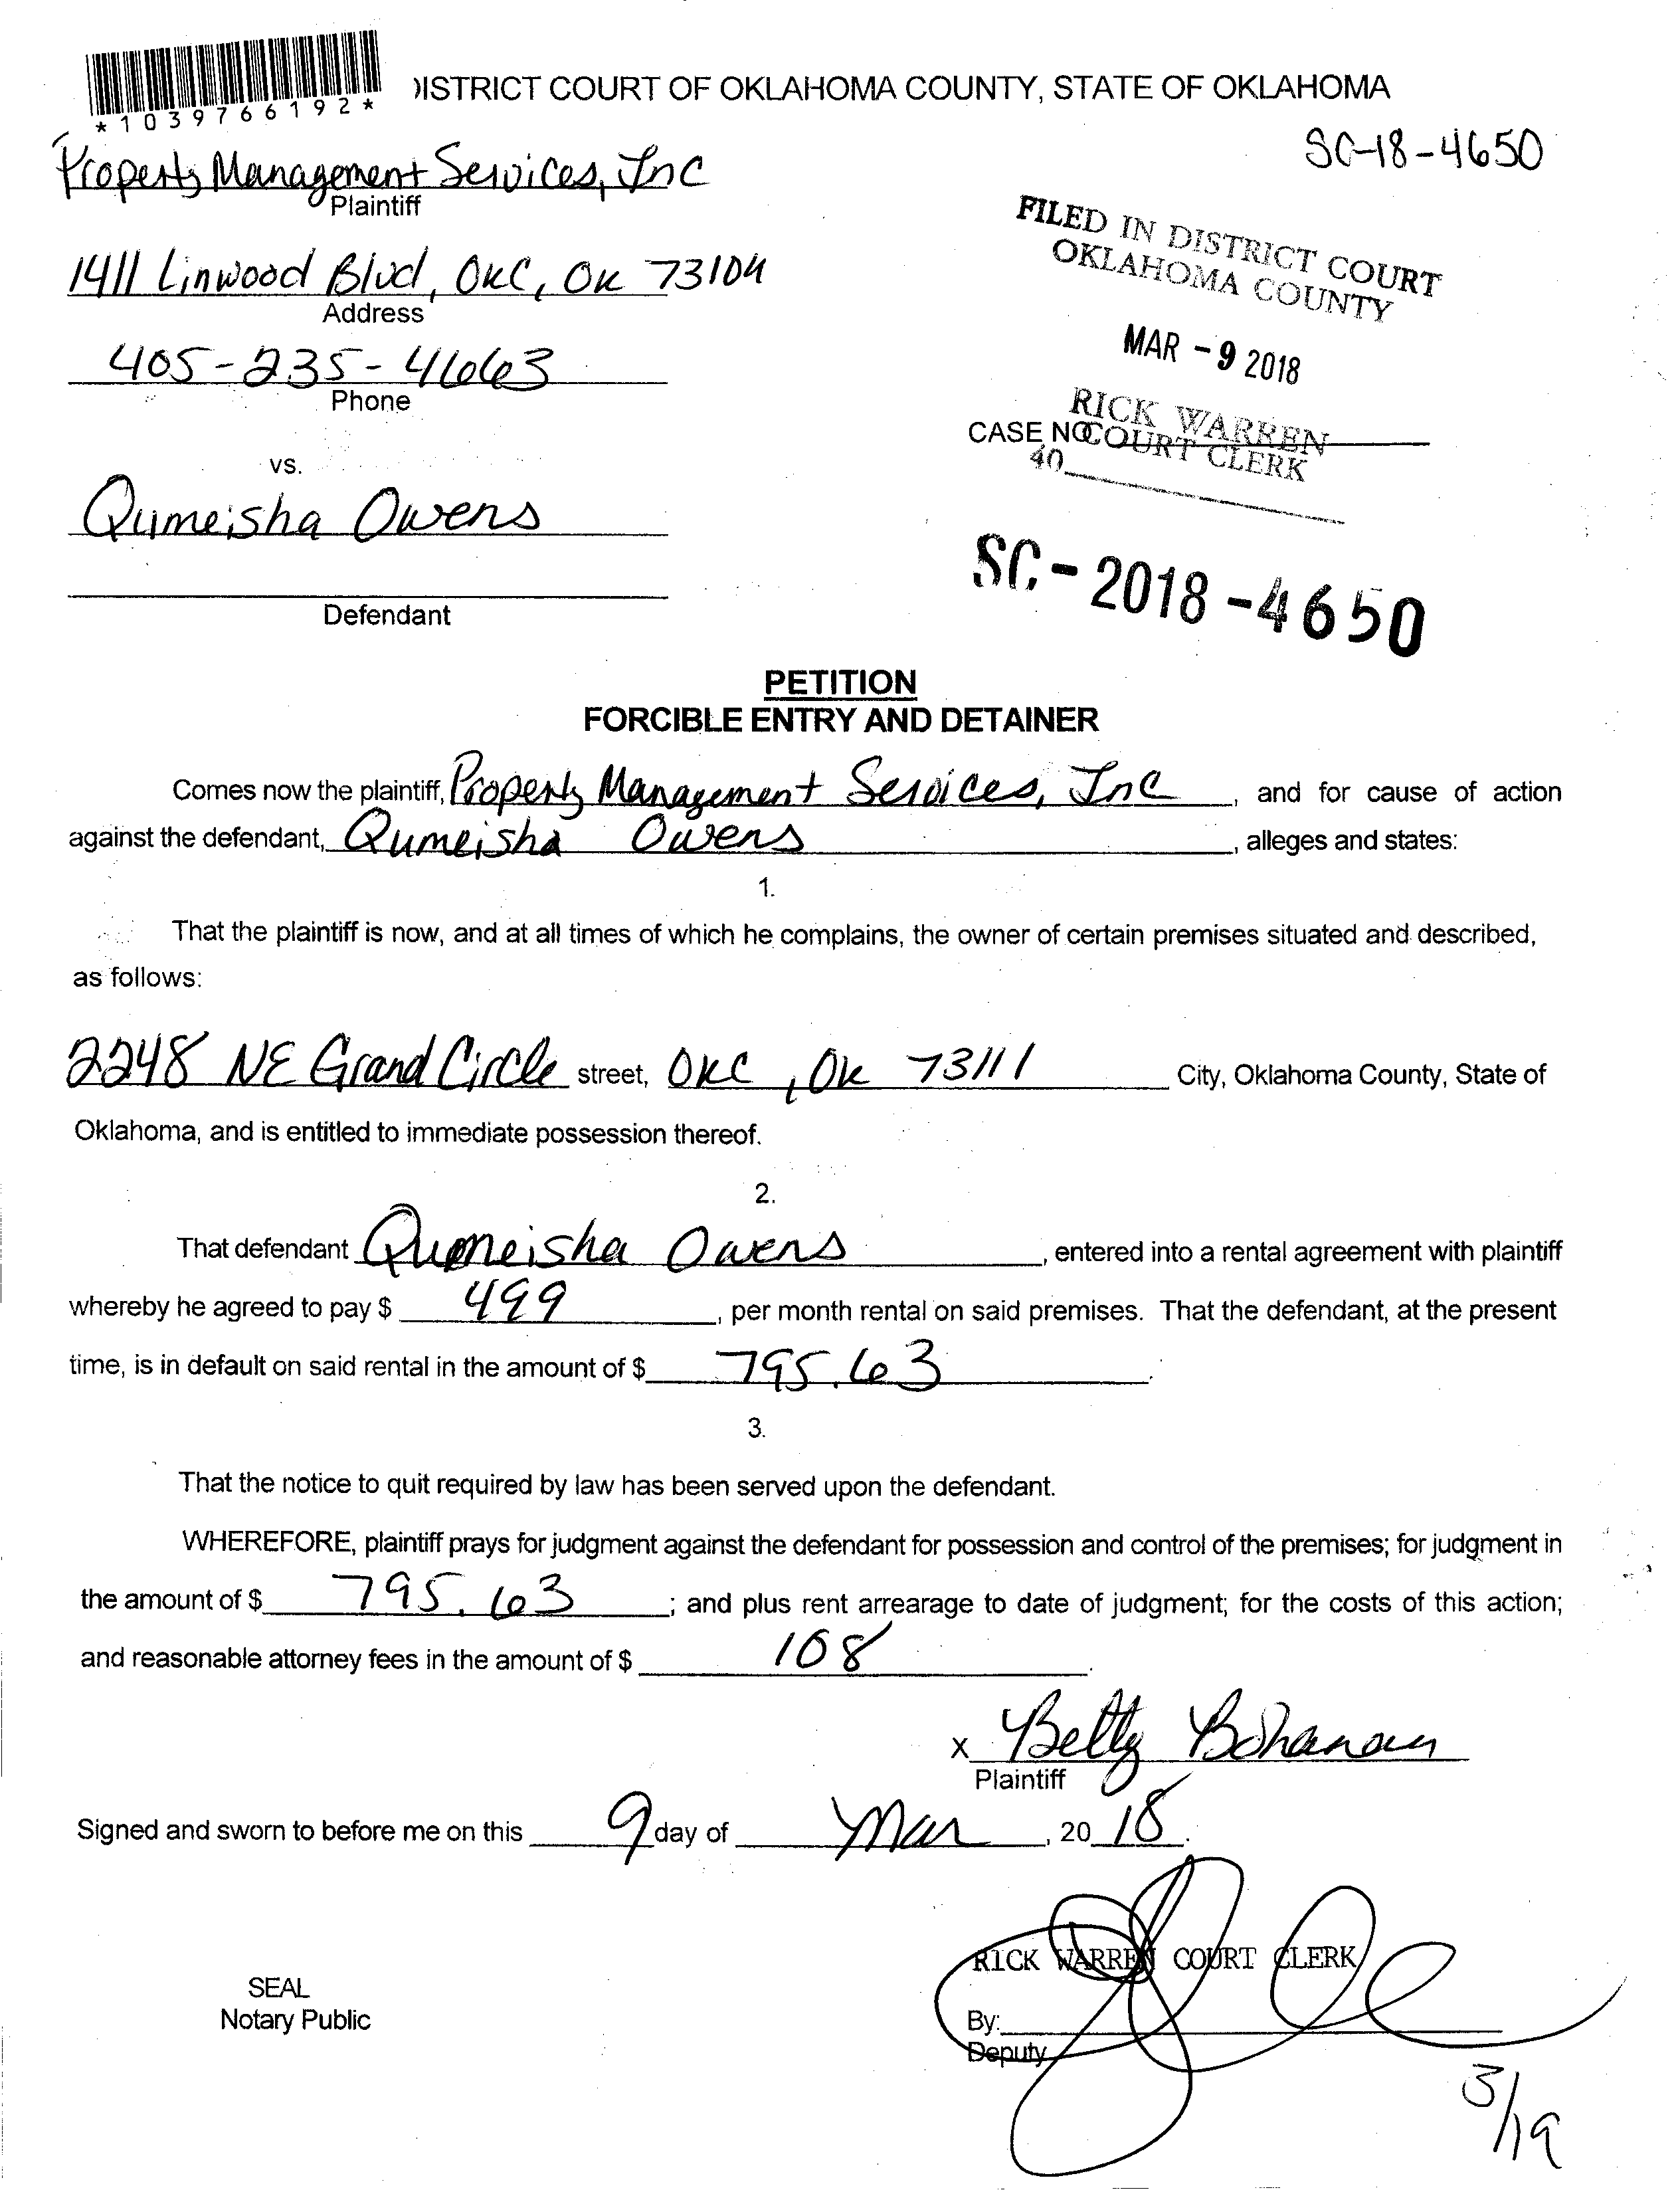 *1039766192*
DISTRICT COURT OF OKLAHOMA COUNTY, STATE OF OKLAHOMA
SC-18-4650
Property Management Services, Inc
Plaintiff
FILED IN DISTRICT COURT
OKLAHOMA COUNTY
1411 Linwood Blvd, OKC, OK 73104
Address
MAR - 9 2018
405-235-4663
Phone
RICK WARREN
COURT CLERK
CASE NO
40
vs.
Qumeisha Owens
Defendant
SC - 2018 - 4650
PETITION
FORCIBLE ENTRY AND DETAINER
Comes now the plaintiff, Property Management Services, Inc, and for cause of action
against the defendant, Qumeisha Owens, alleges and states:
1.
That the plaintiff is now, and at all times of which he complains, the owner of certain premises situated and described,
as follows:
2248 NE Grand Circle street, OKC, OK 73111 City, Oklahoma County, State of
Oklahoma, and is entitled to immediate possession thereof.
2.
That defendant Qumeisha Owens, entered into a rental agreement with plaintiff
whereby he agreed to pay $ 499, per month rental on said premises. That the defendant, at the present
time, is in default on said rental in the amount of $ 795.63.
3.
That the notice to quit required by law has been served upon the defendant.
WHEREFORE, plaintiff prays for judgment against the defendant for possession and control of the premises; for judgment in
the amount of $ 795.63; and plus rent arrearage to date of judgment; for the costs of this action;
and reasonable attorney fees in the amount of $ 108.
x Betty Bohanan
Plaintiff
Signed and sworn to before me on this 9 day of Mar, 2018.
RICK WARREN COURT CLERK
SEAL
Notary Public
By:
Deputy
3/19